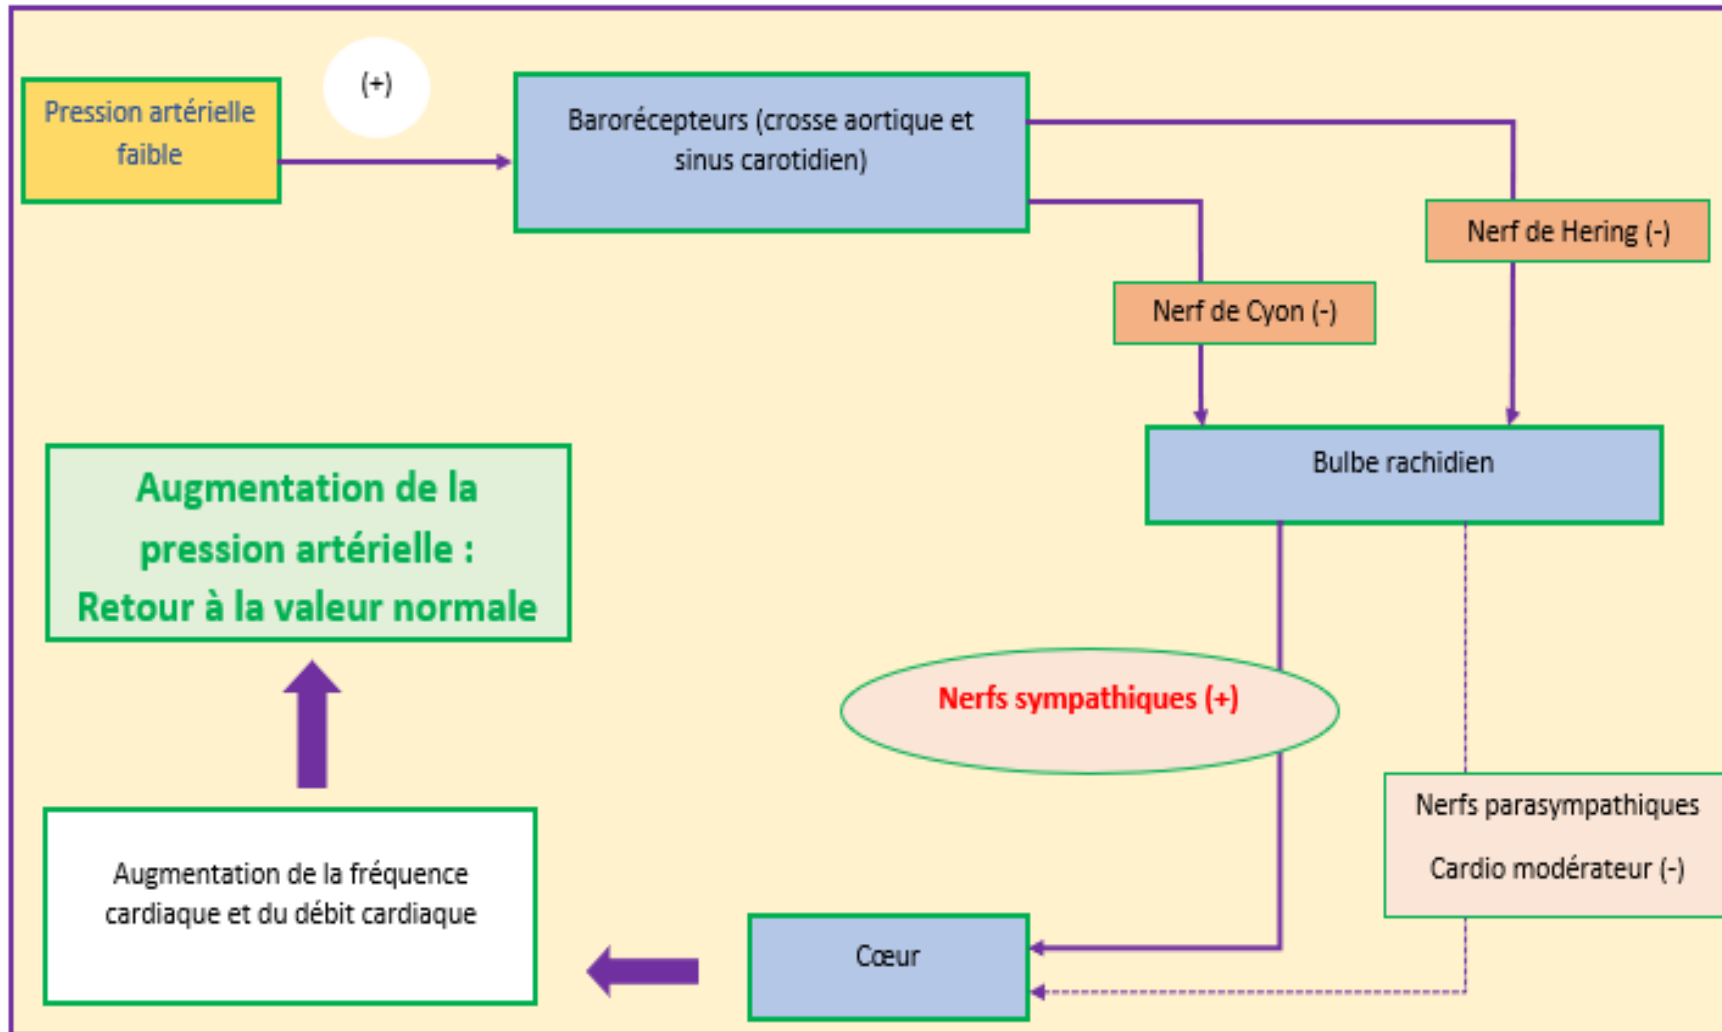 Pression artérielle
faible
(+)
Barorécepteurs (crosse aortique et
sinus carotidien)
Nerf de Hering (-)
Nerf de Cyon (-)
Bulbe rachidien
Augmentation de la
pression artérielle :
Retour à la valeur normale
Nerfs sympathiques (+)
Nerfs parasympathiques
Cardio modérateur (-)
Augmentation de la fréquence
cardiaque et du débit cardiaque
Cœur